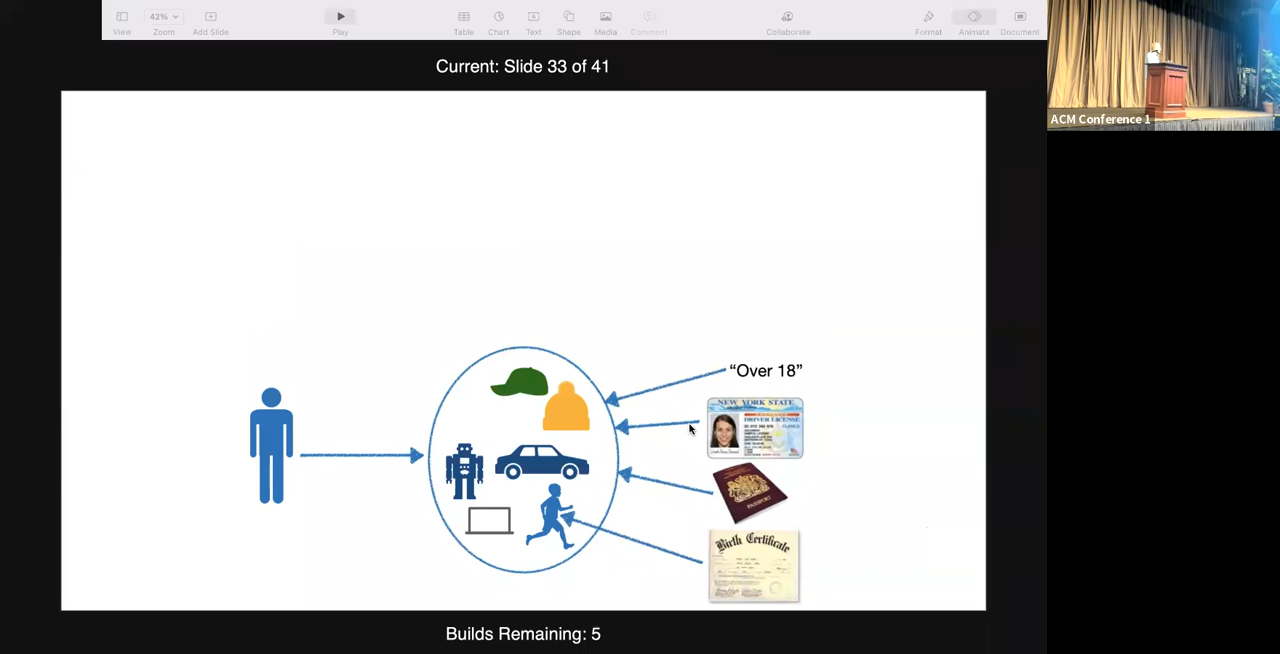 42%
View
Zoom
Add Slide
Play
Table
Chart
Text
Shape
Media
Comment
Collaborate
Format
Animate
Document
Current: Slide 33 of 41
ACM Conference 1
“Over 18”
NEW YORK STATE
DRIVER LICENSE
PASSPORT
Birth Certificate
Builds Remaining: 5